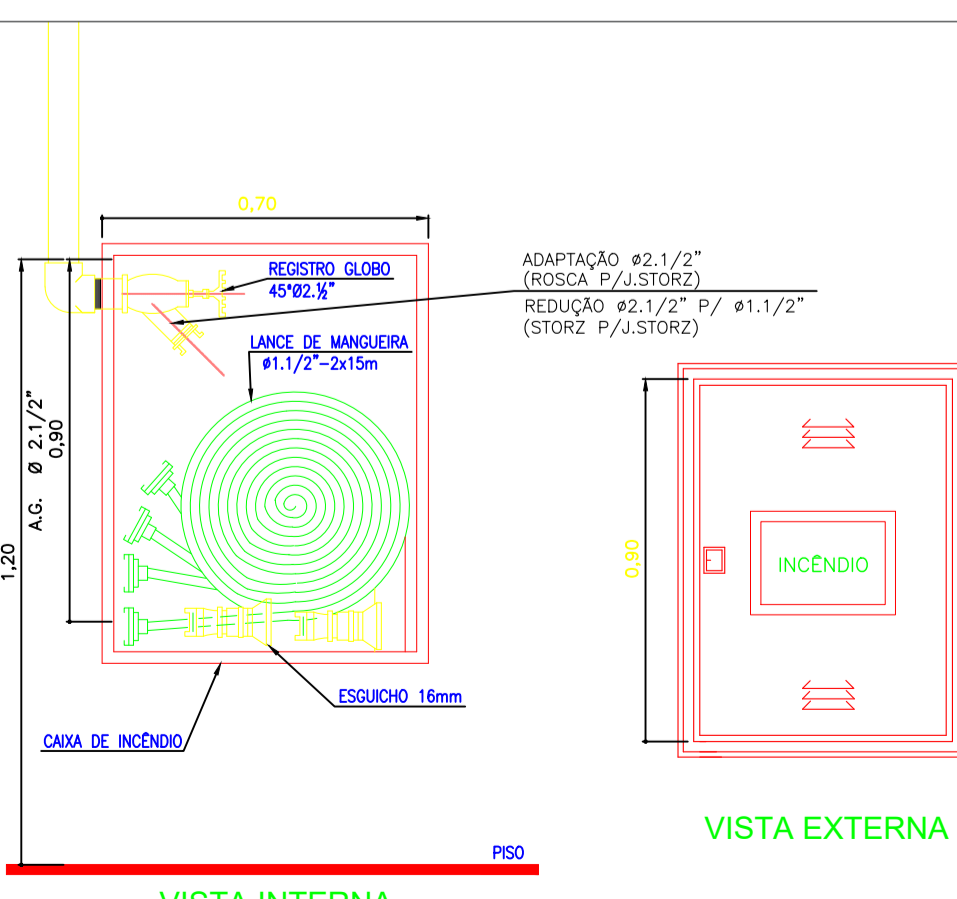 0,70
ADAPTAÇÃO ø2.1/2"
(ROSCA P/J.STORZ)
REDUÇÃO ø2.1/2" P/ ø1.1/2"
(STORZ P/J.STORZ)
REGISTRO GLOBO
45°Ø2.½"
LANCE DE MANGUEIRA
ø1.1/2"-2x15m
A.G. Ø 2.1/2"
0,90
1,20
0,90
INCÊNDIO
ESGUICHO 16mm
CAIXA DE INCÊNDIO
VISTA EXTERNA
PISO
VISTA INTERNA